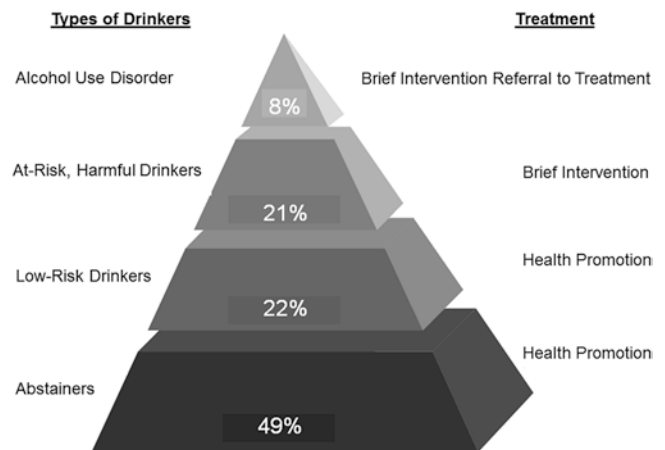 Types of Drinkers
Treatment
Alcohol Use Disorder
Brief Intervention Referral to Treatment
8%
At-Risk, Harmful Drinkers
Brief Intervention
21%
Low-Risk Drinkers
Health Promotion
22%
Health Promotion
Abstainers
49%